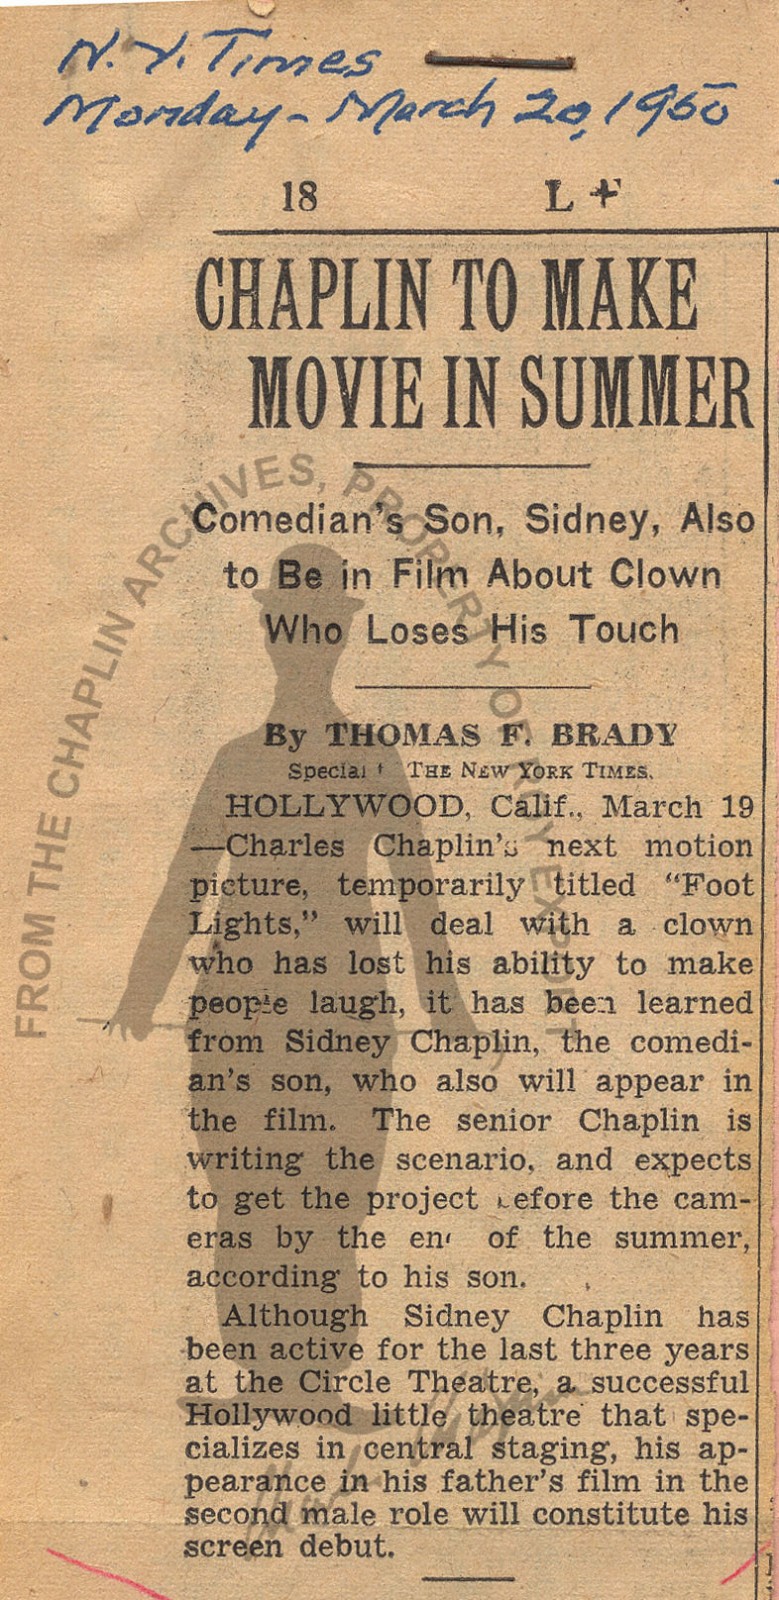 N.Y. Times
Monday - March 20, 1950
18 L +
CHAPLIN TO MAKE
MOVIE IN SUMMER
Comedian's Son, Sidney, Also
to Be in Film About Clown
Who Loses His Touch
By THOMAS F. BRADY
Special THE NEW YORK TIMES.
HOLLYWOOD, Calif., March 19
—Charles Chaplin's next motion
picture, temporarily titled “Foot
Lights,” will deal with a clown
who has lost his ability to make
people laugh, it has been learned
from Sidney Chaplin, the comedi-
an's son, who also will appear in
the film. The senior Chaplin is
writing the scenario, and expects
to get the project before the cam-
eras by the end of the summer,
according to his son.
Although Sidney Chaplin has
been active for the last three years
at the Circle Theatre, a successful
Hollywood little theatre that spe-
cializes in central staging, his ap-
pearance in his father's film in the
second male role will constitute his
screen debut.
FROM THE CHAPLIN ARCHIVES, PROPERTY OF ROY EXPORT